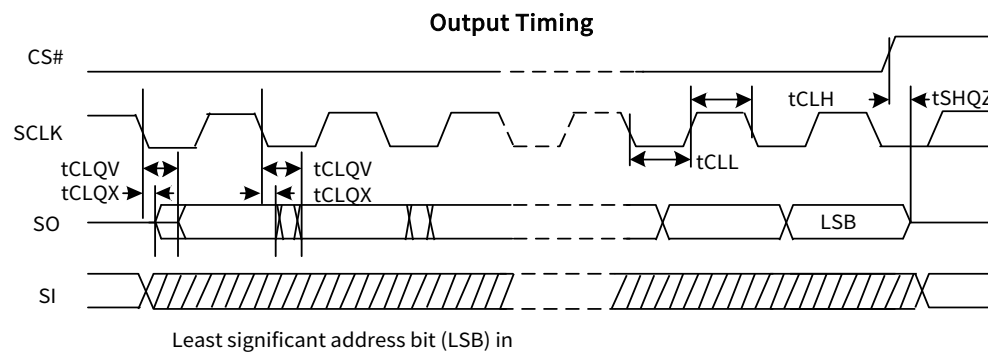 Output Timing
CS#
tCLH
tSHQZ
SCLK
tCLL
tCLQV
tCLQV
tCLQX
tCLQX
SO
LSB
SI
Least significant address bit (LSB) in